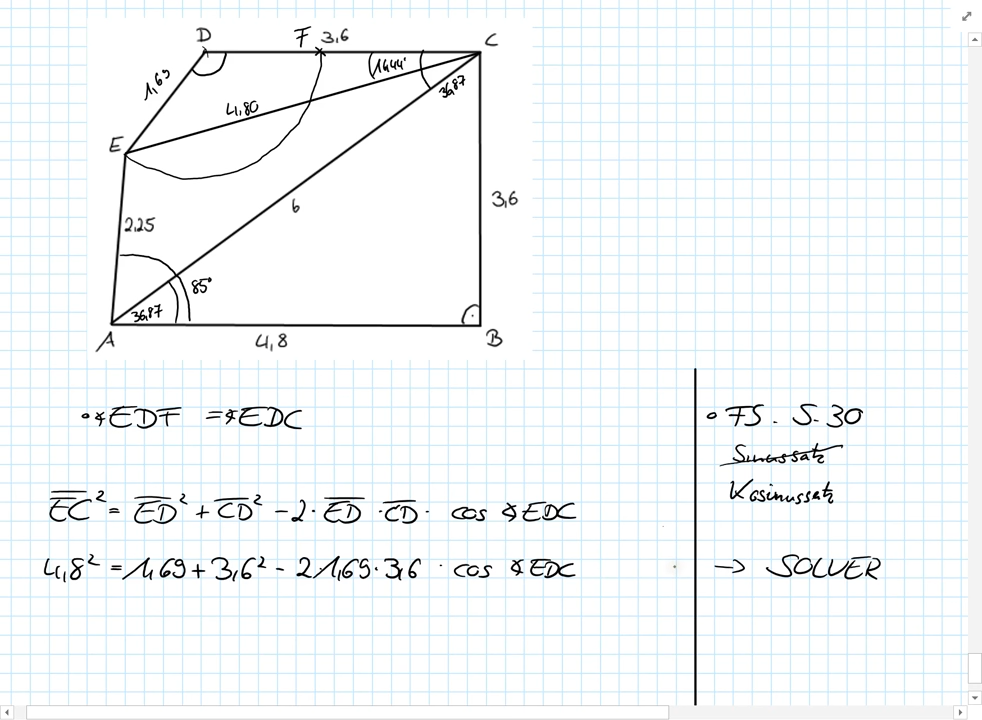 D F 3,6 C
1,69 14,44° 36,87
4,80
E
6
2,25 3,6
85°
36,87
A 4,8 B
• ∢EDF = ∢EDC
• FS. S. 30
Sinussatz
Kosinussatz
EC² = ED² + CD² - 2 · ED · CD · cos ∢EDC
4,8² = 1,69 + 3,6² - 2 1,69 · 3,6 · cos ∢EDC
→ SOLVER